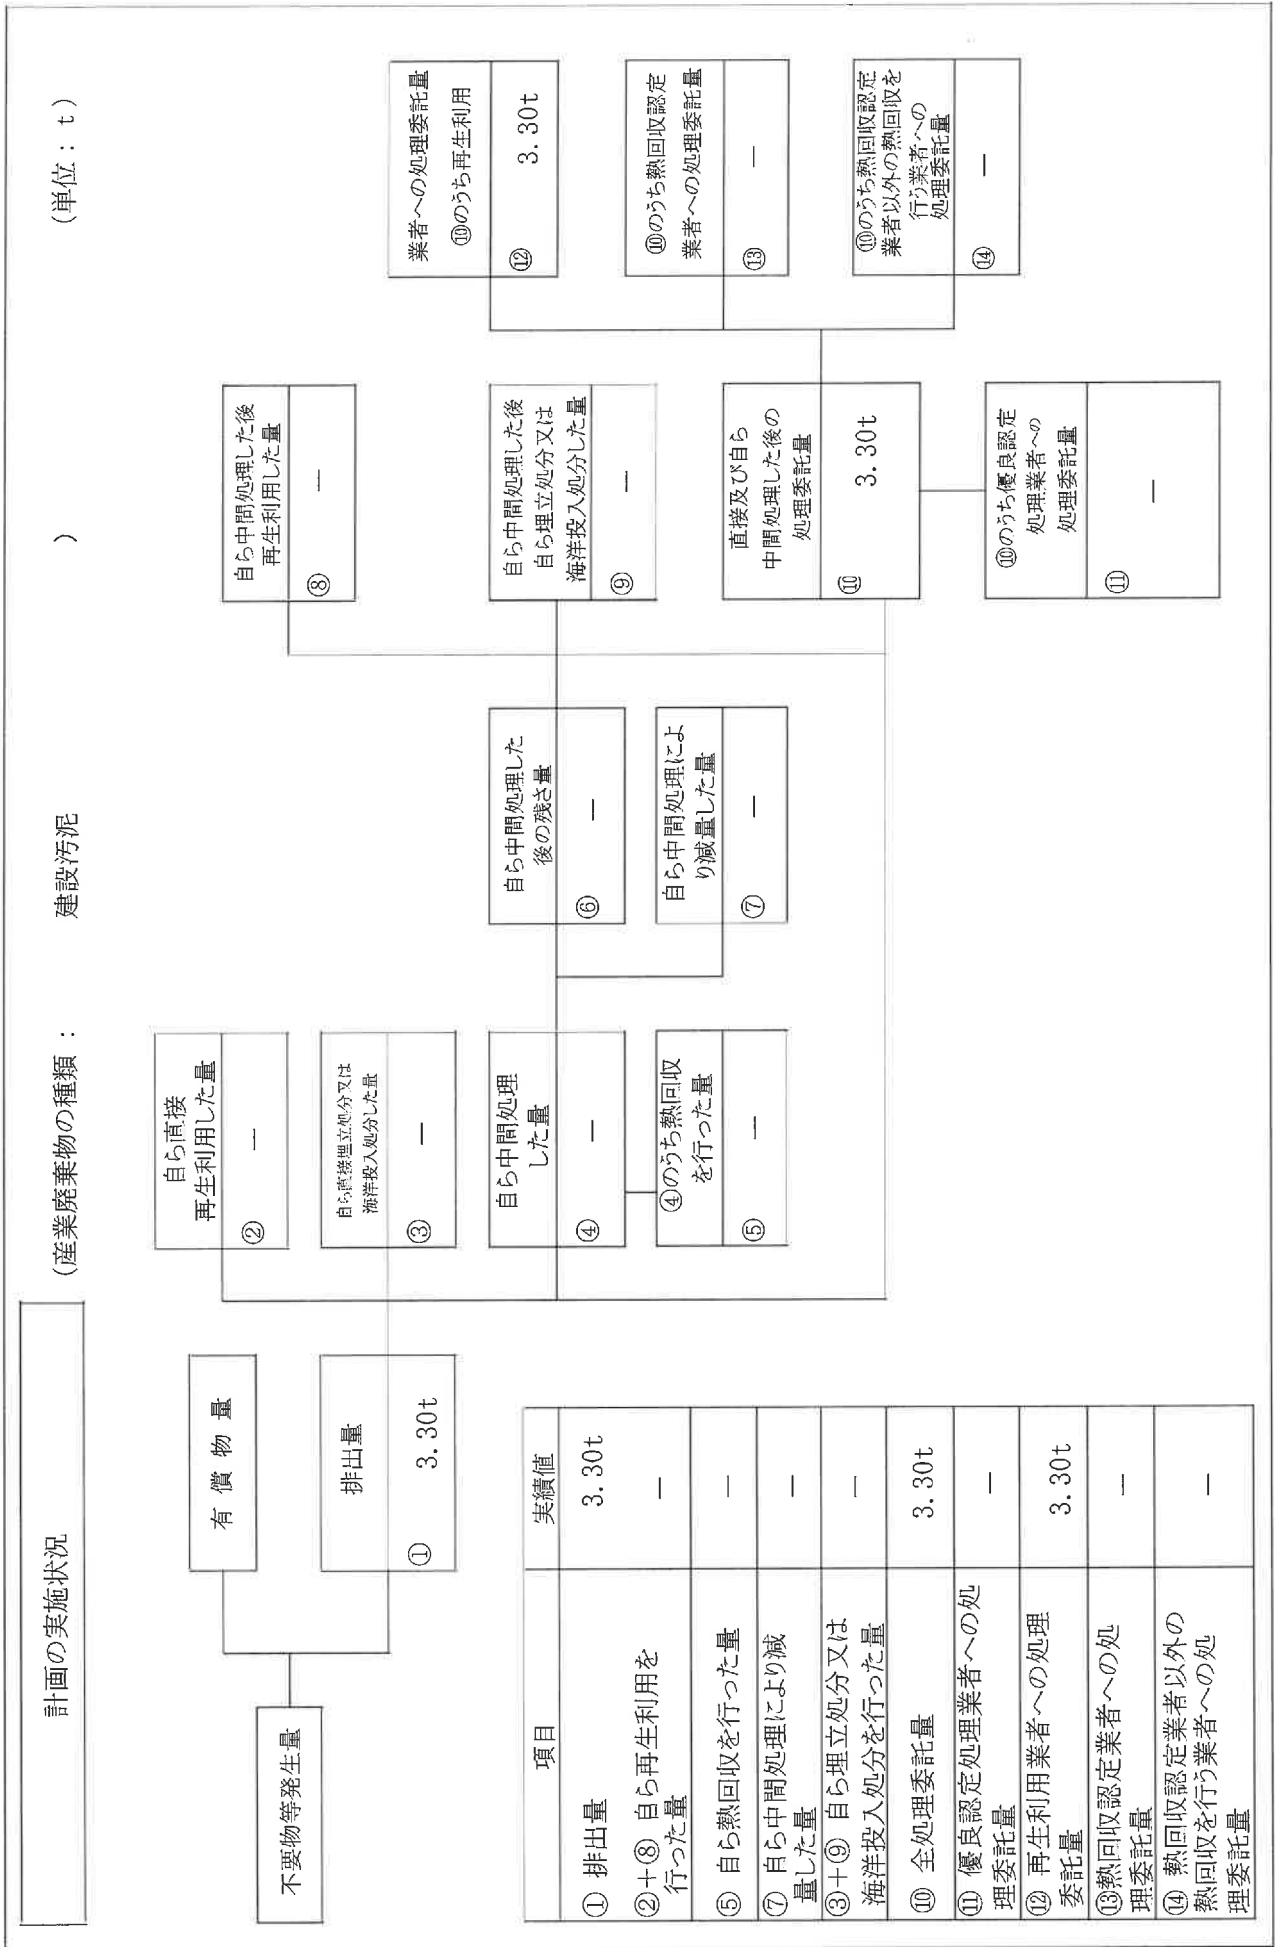 計画の実施状況
(産業廃棄物の種類： 建設汚泥 ) (単位：t)
不要物等発生量
有償物量
排出量
① 3.30t
自ら直接
再生利用した量
② ―
自ら直接埋立処分又は
海洋投入処分した量
③ ―
自ら中間処理
した量
④ ―
④のうち熱回収
を行った量
⑤ ―
自ら中間処理した
後の残さ量
⑥ ―
自ら中間処理によ
り減量した量
⑦ ―
自ら中間処理した後
再生利用した量
⑧ ―
自ら中間処理した後
自ら埋立処分又は
海洋投入処分した量
⑨ ―
直接及び自ら
中間処理した後の
処理委託量
⑩ 3.30t
⑩のうち優良認定
処理業者への
処理委託量
⑪ ―
業者への処理委託量
⑩のうち再生利用
⑫ 3.30t
⑩のうち熱回収認定
業者への処理委託量
⑬ ―
⑩のうち熱回収認定
業者以外の熱回収を
行う業者への
処理委託量
⑭ ―
項目 実績値
① 排出量 3.30t
②+⑧ 自ら再生利用を
行った量 ―
⑤ 自ら熱回収を行った量 ―
⑦ 自ら中間処理により減
量した量 ―
③+⑨ 自ら埋立処分又は
海洋投入処分を行った量 ―
⑩ 全処理委託量 3.30t
⑪ 優良認定処理業者への処
理委託量 ―
⑫ 再生利用業者への処理
委託量 3.30t
⑬熱回収認定業者への処
理委託量 ―
⑭ 熱回収認定業者以外の
熱回収を行う業者への処
理委託量 ―